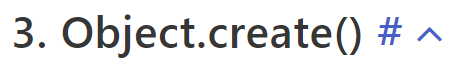 3. Object.create() #